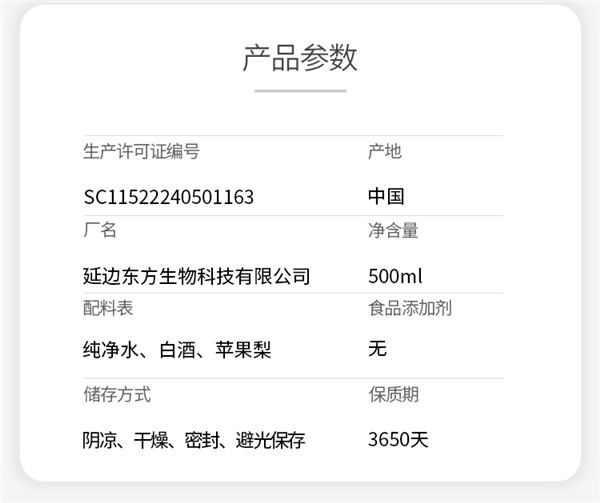 产品参数
生产许可证编号 产地
SC11522240501163 中国
厂名 净含量
延边东方生物科技有限公司 500ml
配料表 食品添加剂
纯净水、白酒、苹果梨 无
储存方式 保质期
阴凉、干燥、密封、避光保存 3650天